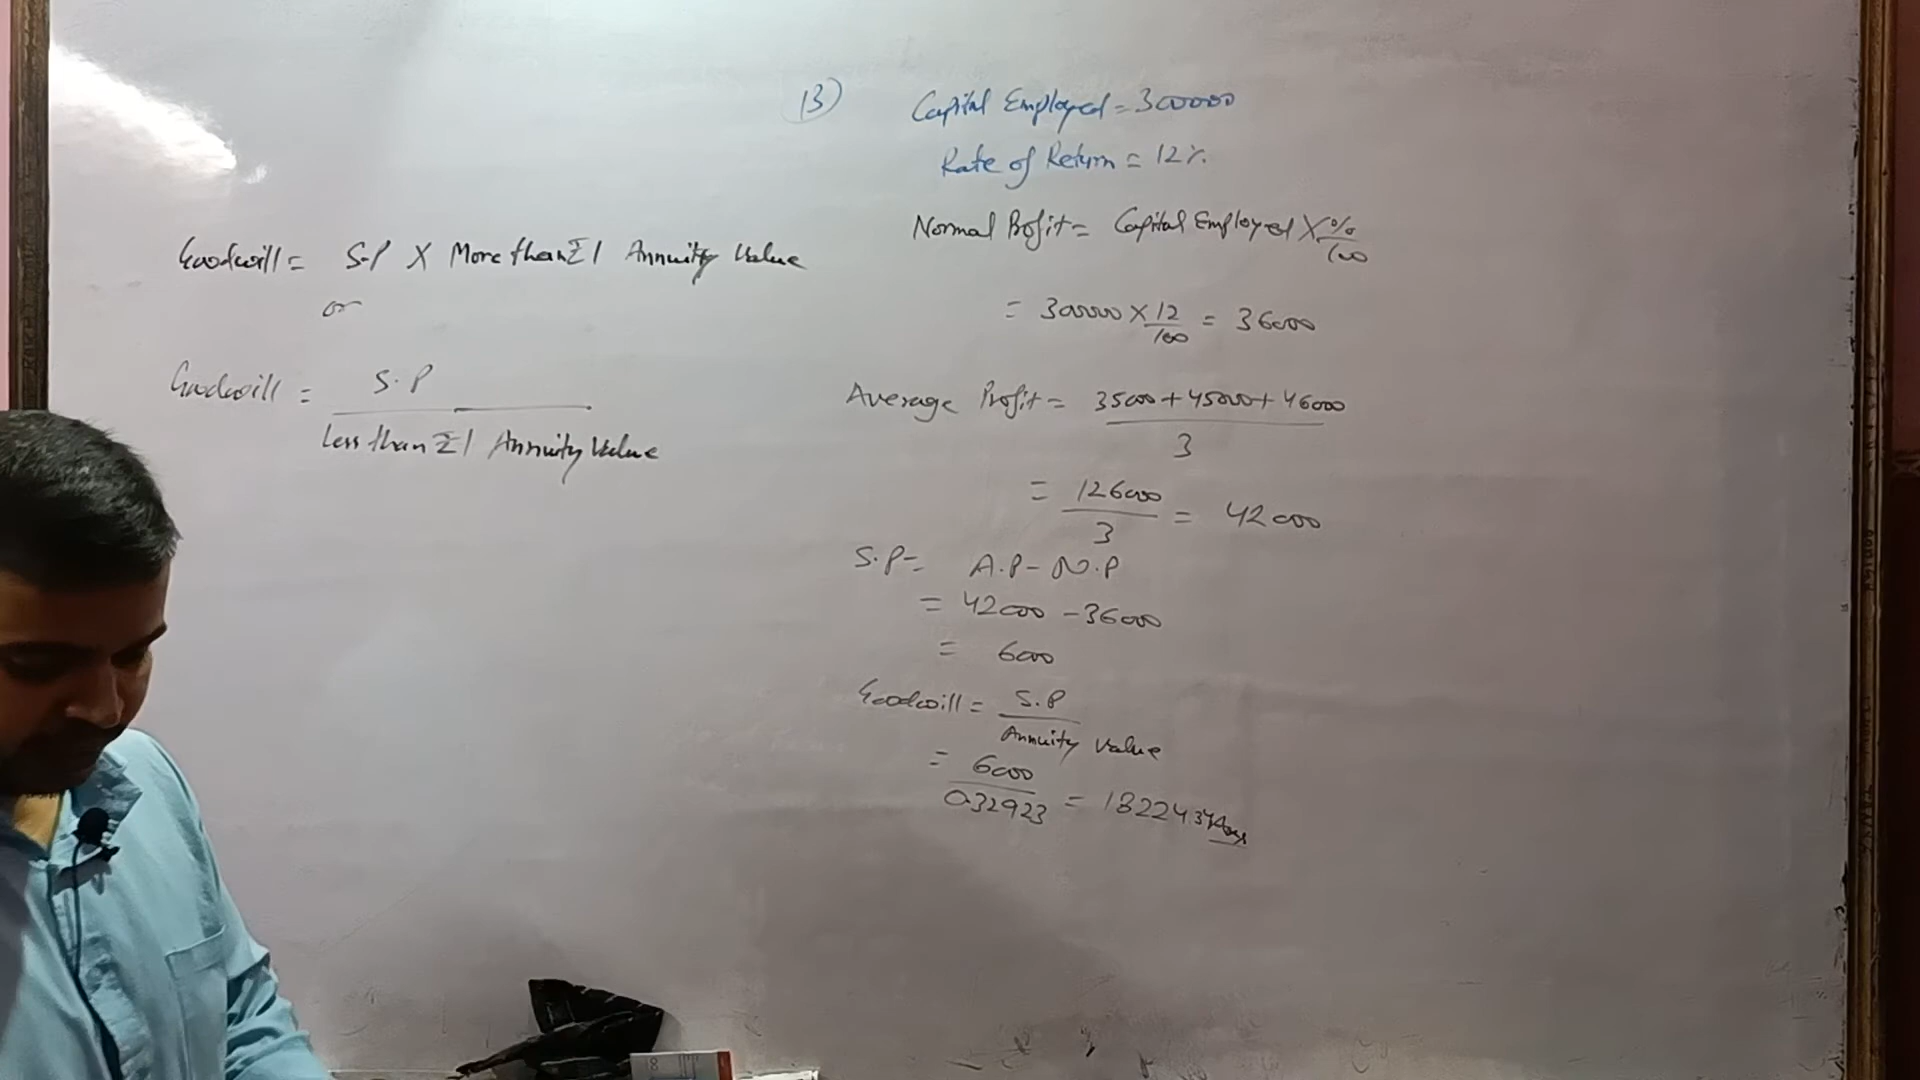 Goodwill = S.P X More than ₹1 Annuity Value
or
Goodwill = S.P
Less than ₹1 Annuity Value
13)
Capital Employed = 300000
Rate of Return = 12%
Normal Profit = Capital Employed X %/100
= 300000 X 12/100 = 36000
Average Profit = 35000 + 45000 + 46000
3
= 126000/3 = 42000
S.P = A.P - N.P
= 42000 - 36000
= 6000
Goodwill = S.P
Annuity Value
= 6000
0.32923 = 18224.34
8